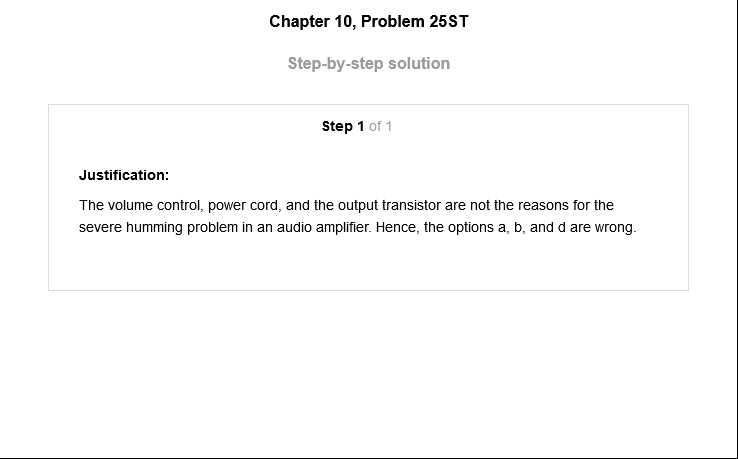 Chapter 10, Problem 25ST
Step-by-step solution
Step 1 of 1
Justification:
The volume control, power cord, and the output transistor are not the reasons for the
severe humming problem in an audio amplifier. Hence, the options a, b, and d are wrong.